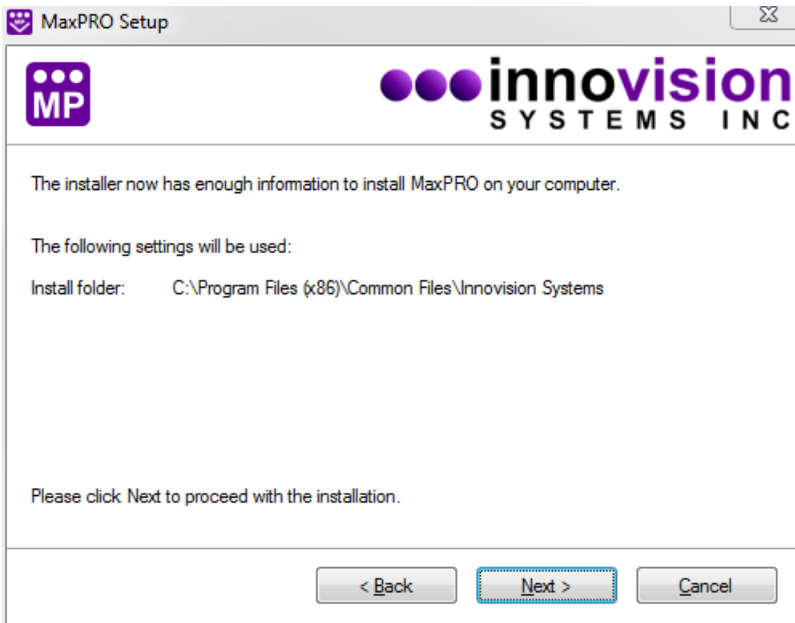 MaxPRO Setup
MP
innovision
SYSTEMS INC
The installer now has enough information to install MaxPRO on your computer.
The following settings will be used:
Install folder: C:\Program Files (x86)\Common Files\Innovision Systems
Please click Next to proceed with the installation.
< Back Next > Cancel